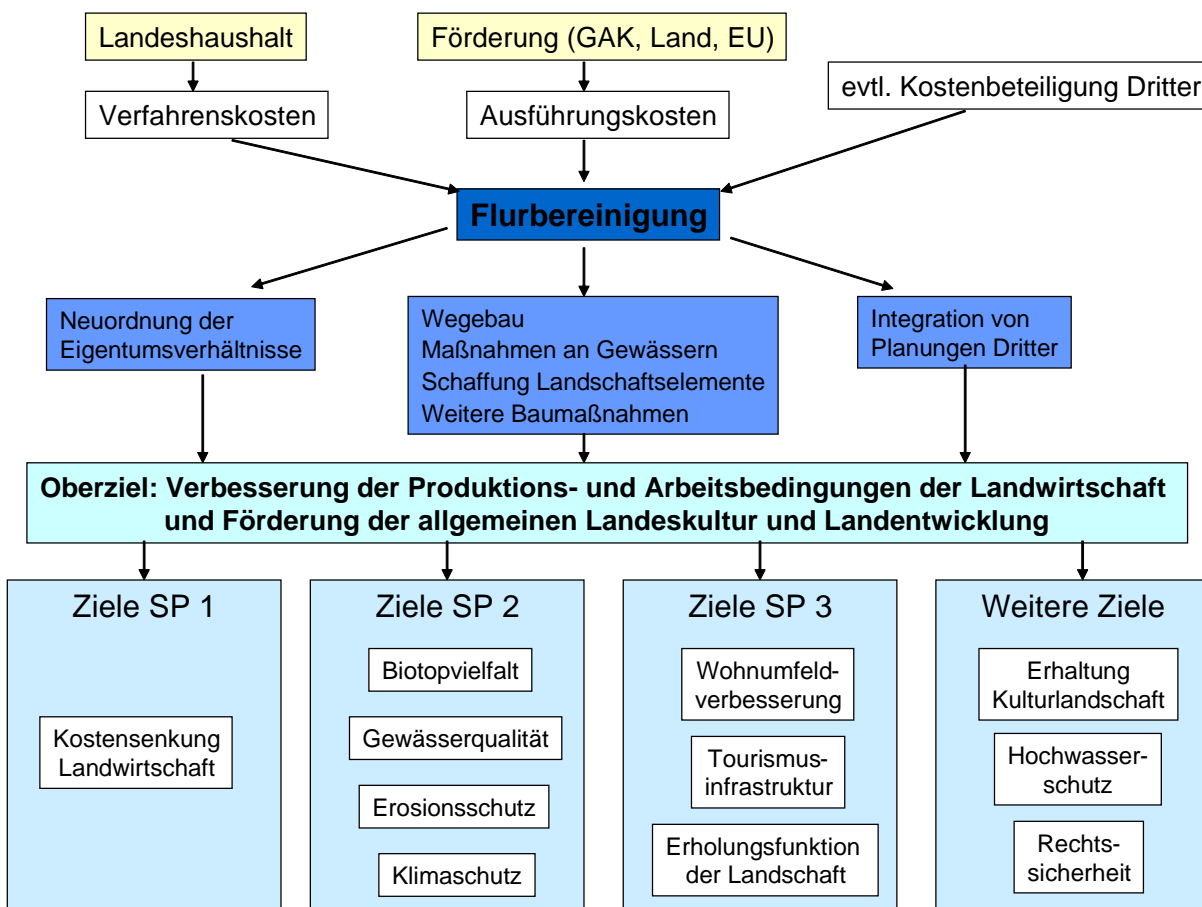 Landeshaushalt
Förderung (GAK, Land, EU)
evtl. Kostenbeteiligung Dritter
Verfahrenskosten
Ausführungskosten
Flurbereinigung
Neuordnung der
Eigentumsverhältnisse
Wegebau
Maßnahmen an Gewässern
Schaffung Landschaftselemente
Weitere Baumaßnahmen
Integration von
Planungen Dritter
Oberziel: Verbesserung der Produktions- und Arbeitsbedingungen der Landwirtschaft
und Förderung der allgemeinen Landeskultur und Landentwicklung
Ziele SP 1
Kostensenkung
Landwirtschaft
Ziele SP 2
Biotopvielfalt
Gewässerqualität
Erosionsschutz
Klimaschutz
Ziele SP 3
Wohnumfeld-
verbesserung
Tourismus-
infrastruktur
Erholungsfunktion
der Landschaft
Weitere Ziele
Erhaltung
Kulturlandschaft
Hochwasser-
schutz
Rechts-
sicherheit